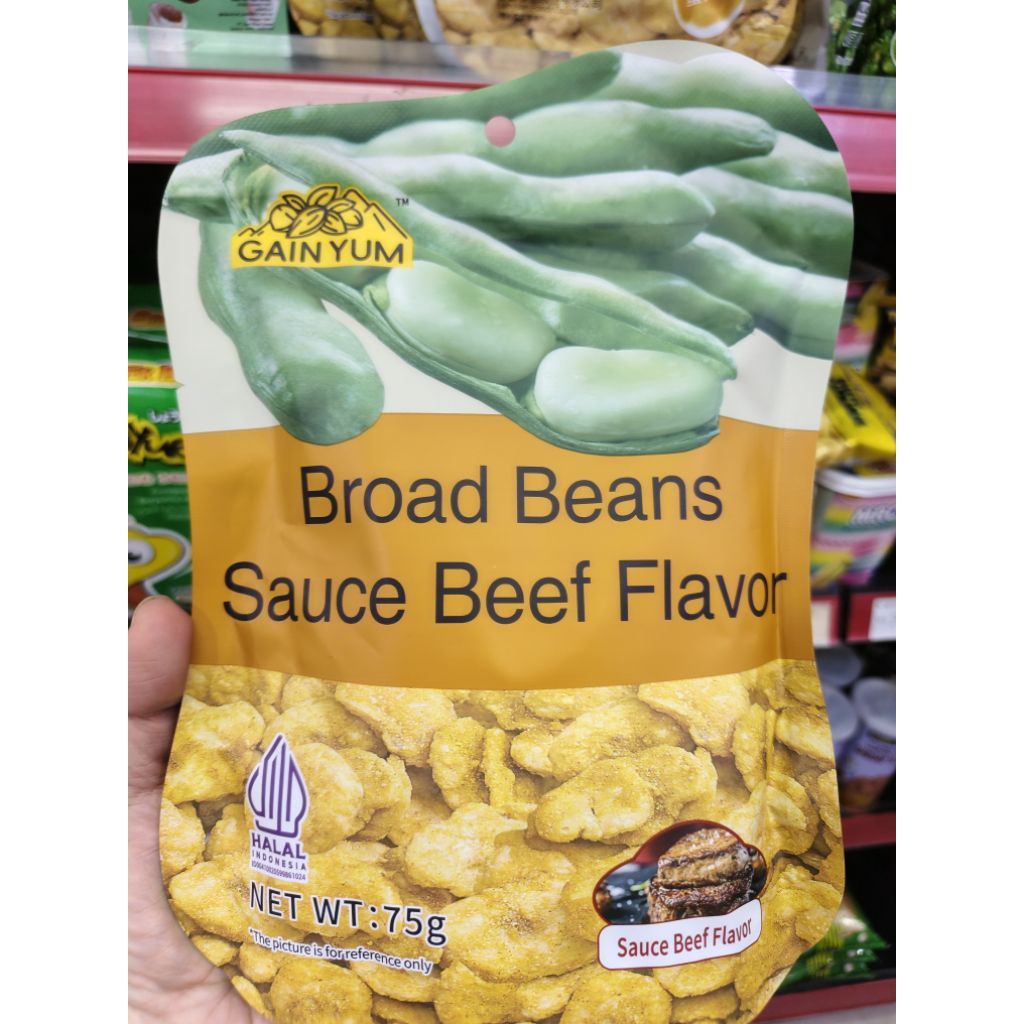 GAIN YUM
TM
Broad Beans
Sauce Beef Flavor
HALAL
INDONESIA
NET WT:75g
*The picture is for reference only
Sauce Beef Flavor